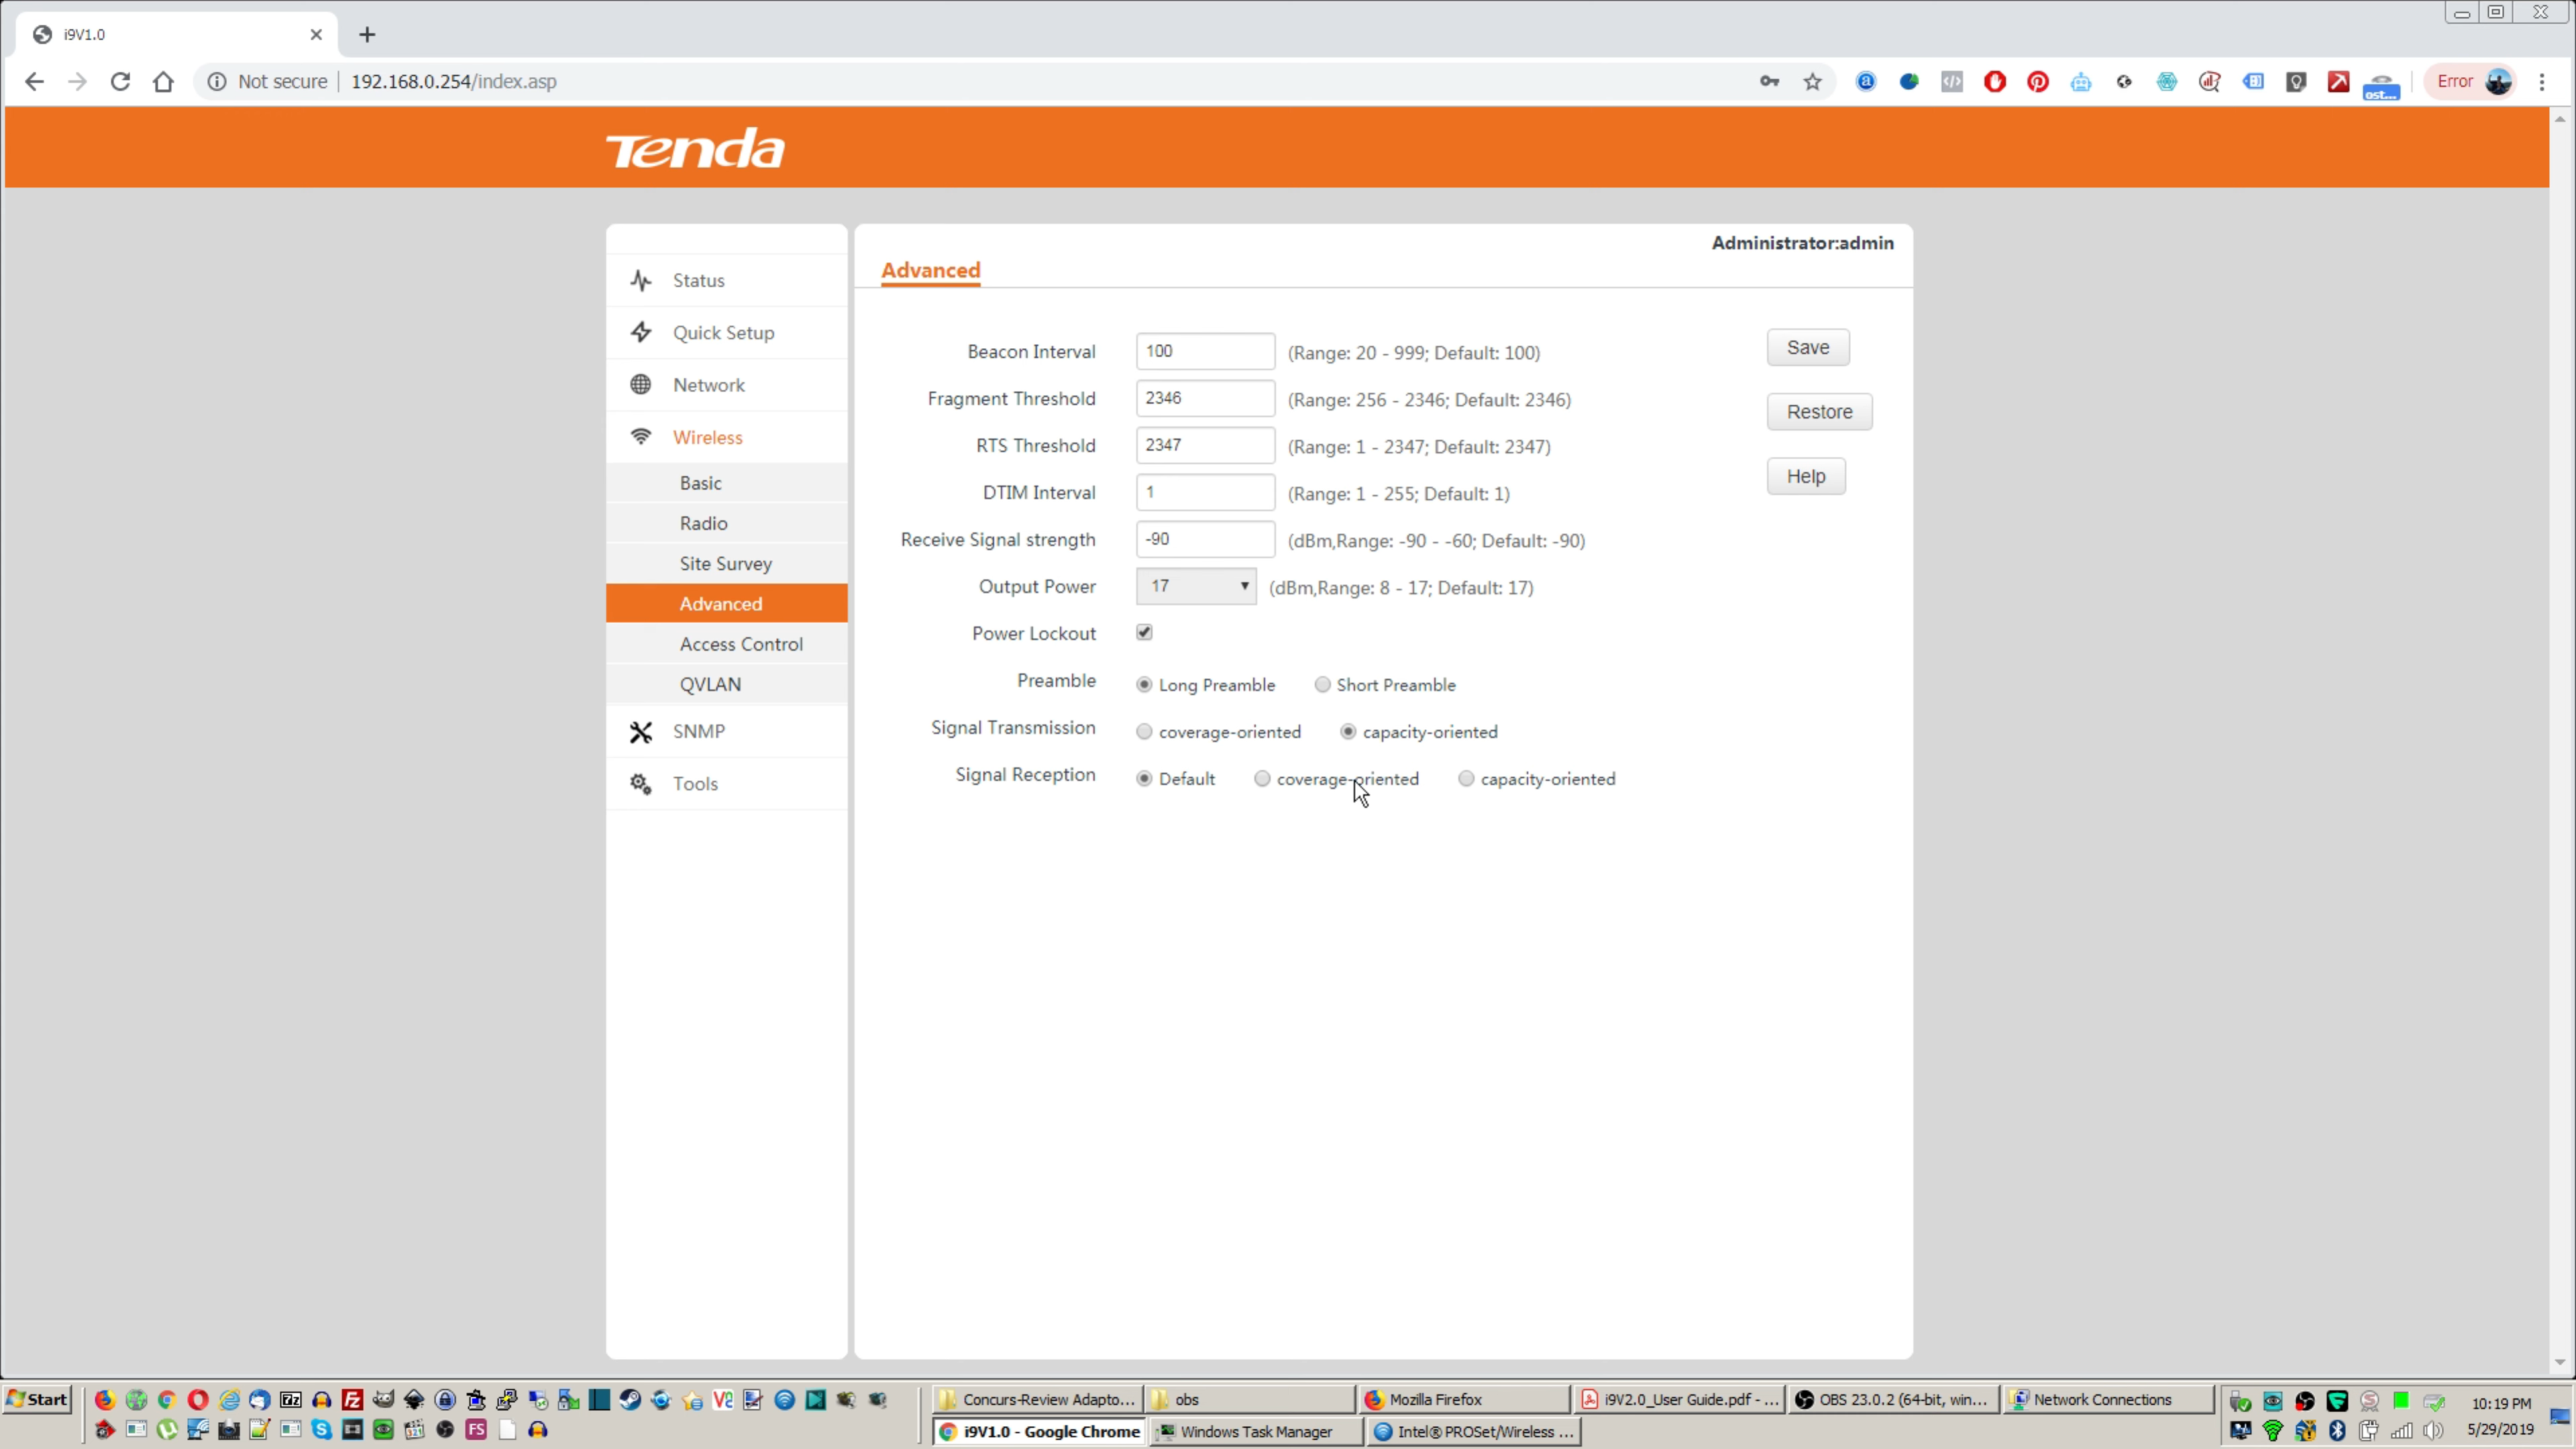 i9V1.0
Not secure | 192.168.0.254/index.asp
ost...
Error
Tenda
Administrator:admin
Advanced
Status
Quick Setup
Network
Wireless
Basic
Radio
Site Survey
Advanced
Access Control
QVLAN
SNMP
Tools
Beacon Interval 100 (Range: 20 - 999; Default: 100)
Fragment Threshold 2346 (Range: 256 - 2346; Default: 2346)
RTS Threshold 2347 (Range: 1 - 2347; Default: 2347)
DTIM Interval 1 (Range: 1 - 255; Default: 1)
Receive Signal strength -90 (dBm,Range: -90 - -60; Default: -90)
Output Power 17 (dBm,Range: 8 - 17; Default: 17)
Power Lockout
Preamble Long Preamble Short Preamble
Signal Transmission coverage-oriented capacity-oriented
Signal Reception Default coverage-oriented capacity-oriented
Save
Restore
Help
Start
Concurs-Review Adapto... obs Mozilla Firefox i9V2.0_User Guide.pdf - ... OBS 23.0.2 (64-bit, win... Network Connections
i9V1.0 - Google Chrome Windows Task Manager Intel® PROSet/Wireless ...
10:19 PM
5/29/2019